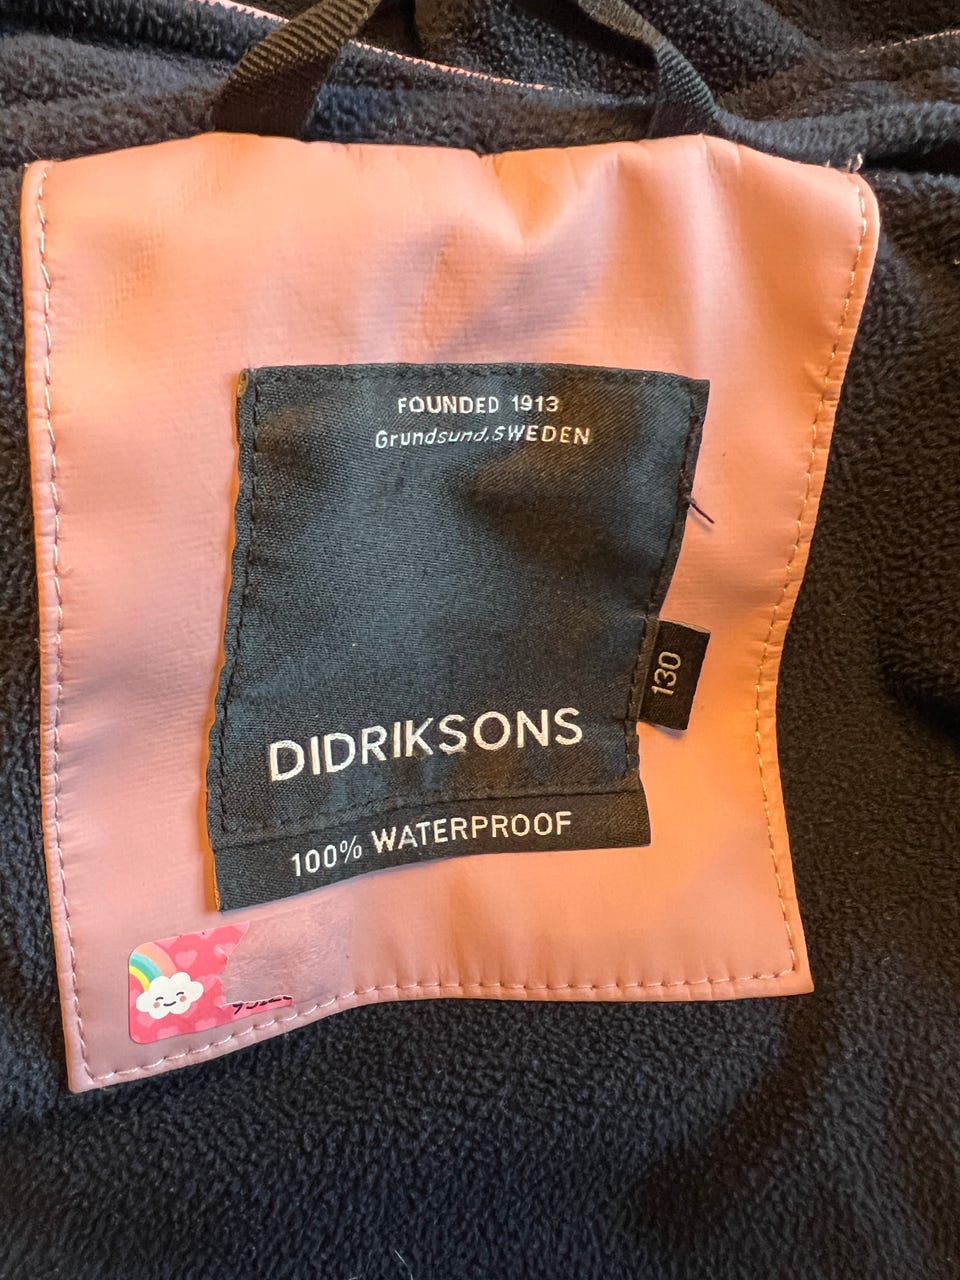 FOUNDED 1913
Grundsund, SWEDEN
130
DIDRIKSONS
100% WATERPROOF